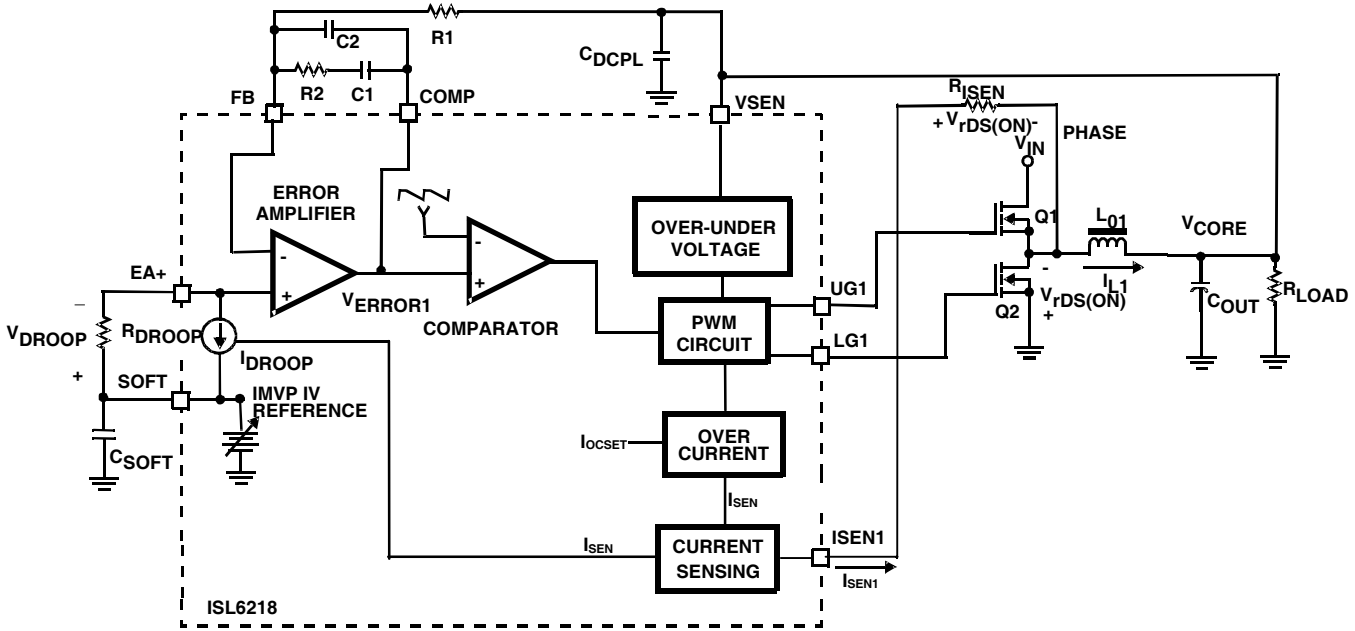 R1
C2
R2
C1
CDCPL
FB
COMP
VSEN
RISEN
+ VrDS(ON) -
VIN
PHASE
ERROR
AMPLIFIER
-
+
VERROR1
-
+
COMPARATOR
OVER-UNDER
VOLTAGE
Q1
L01
VCORE
IL1
EA+
UG1
PWM
CIRCUIT
LG1
Q2
-
VrDS(ON)
+
COUT
RLOAD
–
VDROOP
+
RDROOP
IDROOP
SOFT
IMVP IV
REFERENCE
CSOFT
IOCSET
OVER
CURRENT
ISEN
ISEN
CURRENT
SENSING
ISEN1
ISEN1
ISL6218